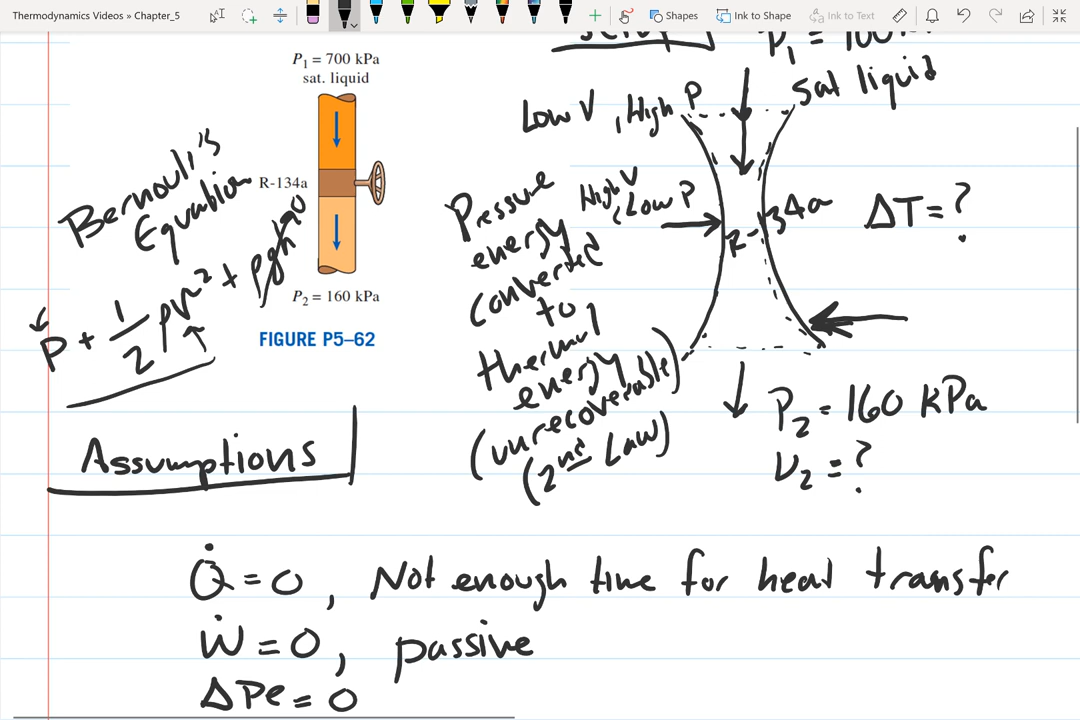 Thermodynamics Videos » Chapter_5
Shapes
Ink to Shape
Ink to Text
P1 = 700 kPa
sat. liquid
R-134a
P2 = 160 kPa
FIGURE P5–62
Bernouli's
Equation
P + 1/2 ρv² + ρgh 0
sat liquid
Low V, High P
High V, Low P
R-134a
ΔT = ?
Pressure
energy
converted
to
thermal
energy
(unrecoverable)
(2nd Law)
P2 = 160 kPa
V2 = ?
Assumptions
Q̇ = 0, Not enough time for heat transfer
Ẇ = 0, passive
ΔPe = 0